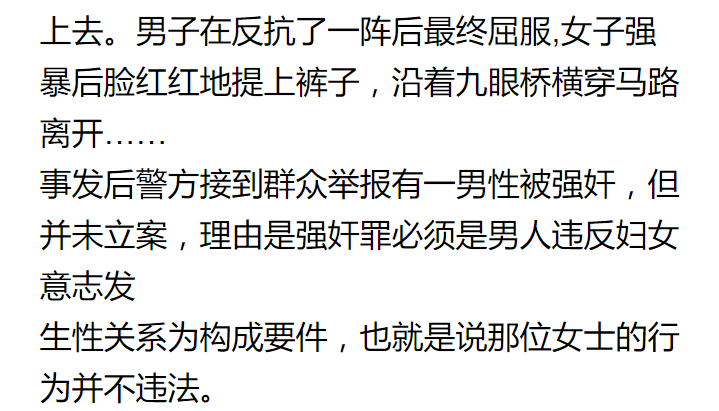 上去。男子在反抗了一阵后最终屈服,女子强
暴后脸红红地提上裤子，沿着九眼桥横穿马路
离开……
事发后警方接到群众举报有一男性被强奸，但
并未立案，理由是强奸罪必须是男人违反妇女
意志发
生性关系为构成要件，也就是说那位女士的行
为并不违法。